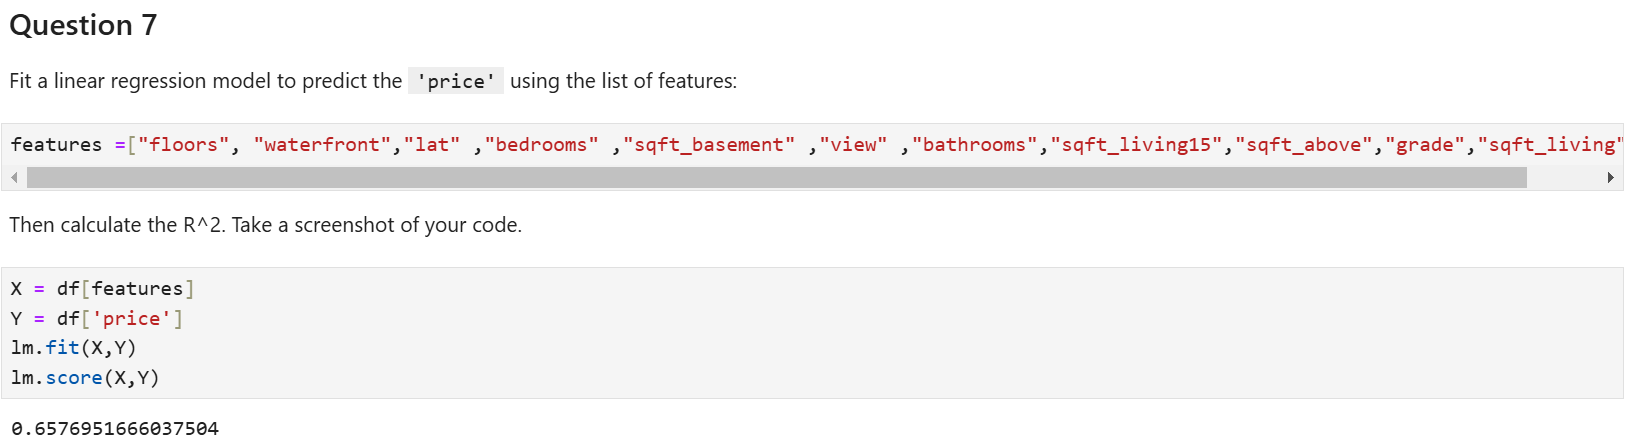 Question 7
Fit a linear regression model to predict the 'price' using the list of features:
features =["floors", "waterfront","lat" ,"bedrooms" ,"sqft_basement" ,"view" ,"bathrooms","sqft_living15","sqft_above","grade","sqft_living"
Then calculate the R^2. Take a screenshot of your code.
X = df[features]
Y = df['price']
lm.fit(X,Y)
lm.score(X,Y)
0.6576951666037504